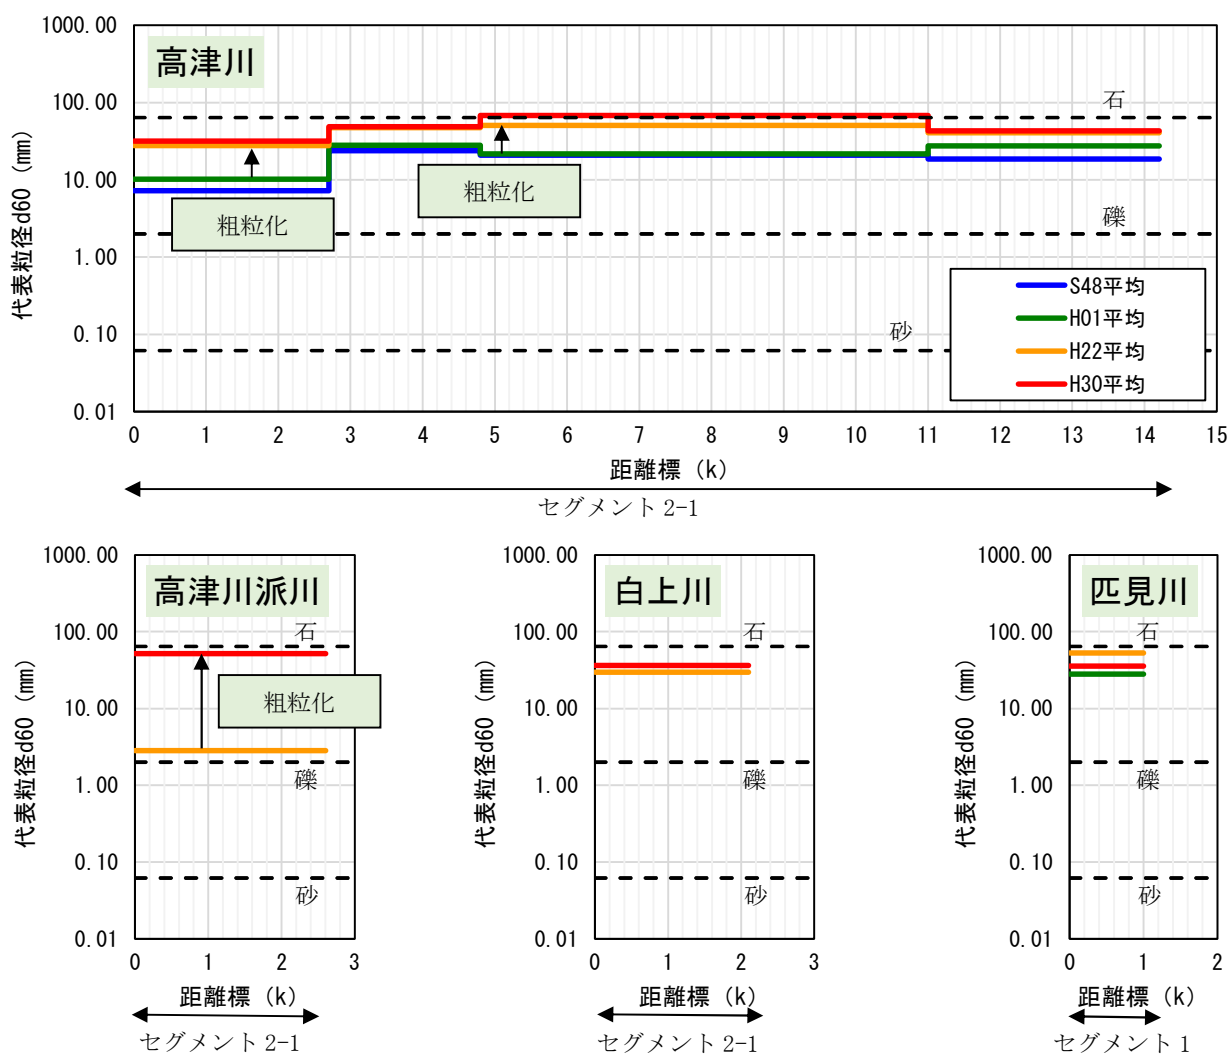 高津川
代表粒径d60 (mm)
1000.00
100.00
10.00
1.00
0.10
0.01
石
礫
砂
粗粒化
粗粒化
S48平均
H01平均
H22平均
H30平均
0 1 2 3 4 5 6 7 8 9 10 11 12 13 14 15
距離標 (k)
セグメント 2-1
高津川派川
代表粒径d60 (mm)
1000.00
100.00
10.00
1.00
0.10
0.01
石
粗粒化
礫
砂
0 1 2 3
距離標 (k)
セグメント 2-1
白上川
代表粒径d60 (mm)
1000.00
100.00
10.00
1.00
0.10
0.01
石
礫
砂
0 1 2 3
距離標 (k)
セグメント 2-1
匹見川
代表粒径d60 (mm)
1000.00
100.00
10.00
1.00
0.10
0.01
石
礫
砂
0 1 2
距離標 (k)
セグメント 1